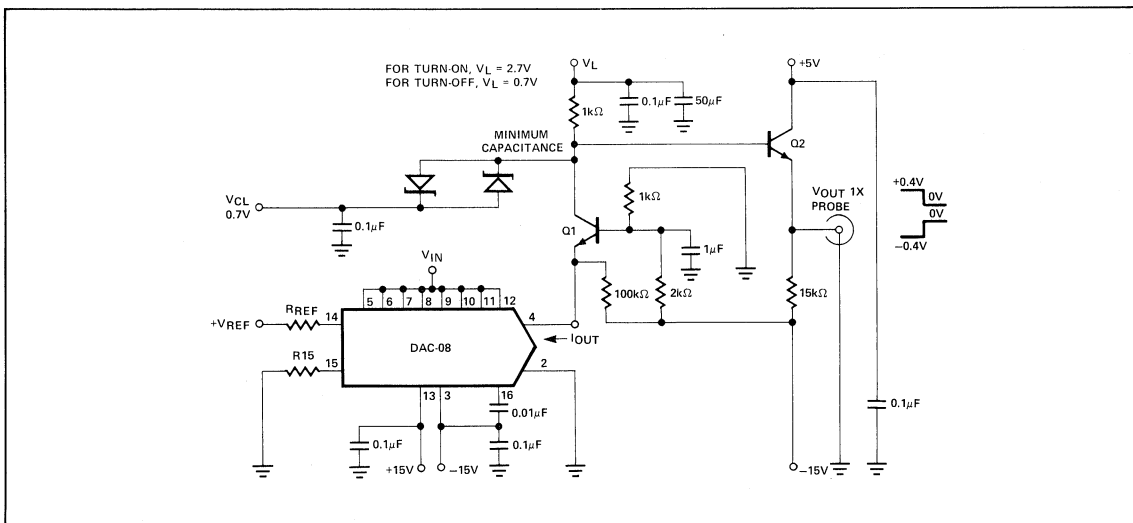 FOR TURN-ON, VL = 2.7V
FOR TURN-OFF, VL = 0.7V
VL
+5V
1kΩ
0.1μF
50μF
MINIMUM
CAPACITANCE
Q2
VCL
0.7V
0.1μF
1kΩ
Q1
1μF
VOUT 1X
PROBE
+0.4V
0V
0V
-0.4V
VIN
100kΩ
2kΩ
15kΩ
5 6 7 8 9 10 11 12
+VREF
RREF
14
4
IOUT
DAC-08
R15
15
2
13 3 16
0.01μF
0.1μF
0.1μF
0.1μF
+15V
-15V
-15V